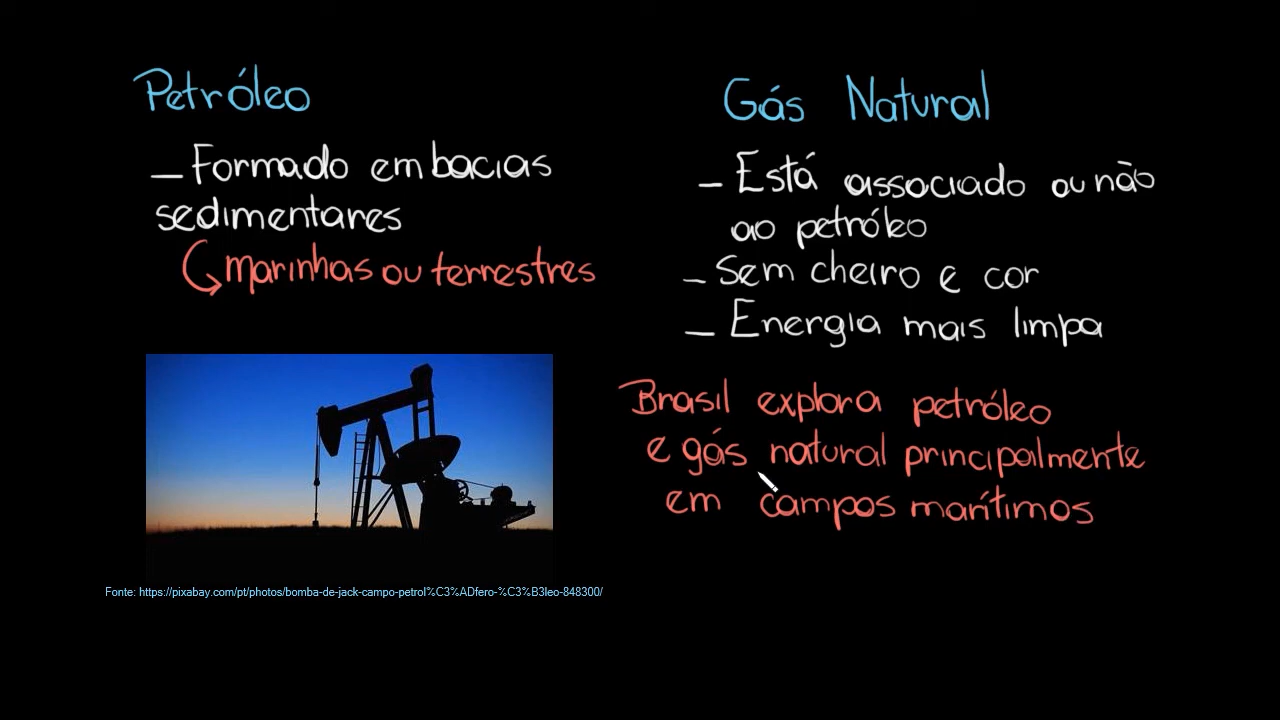 Petróleo
– Formado em bacias
sedimentares
↪ marinhas ou terrestres
Fonte: https://pixabay.com/pt/photos/bomba-de-jack-campo-petrol%C3%ADfero-%C3%B3leo-848300/
Gás Natural
– Está associado ou não
ao petróleo
– Sem cheiro e cor
– Energia mais limpa
Brasil explora petróleo
e gás natural principalmente
em campos marítimos